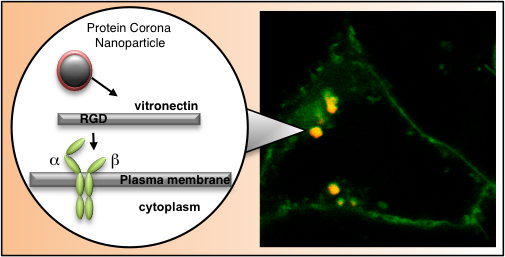 Protein Corona
Nanoparticle
vitronectin
RGD
α β
Plasma membrane
cytoplasm